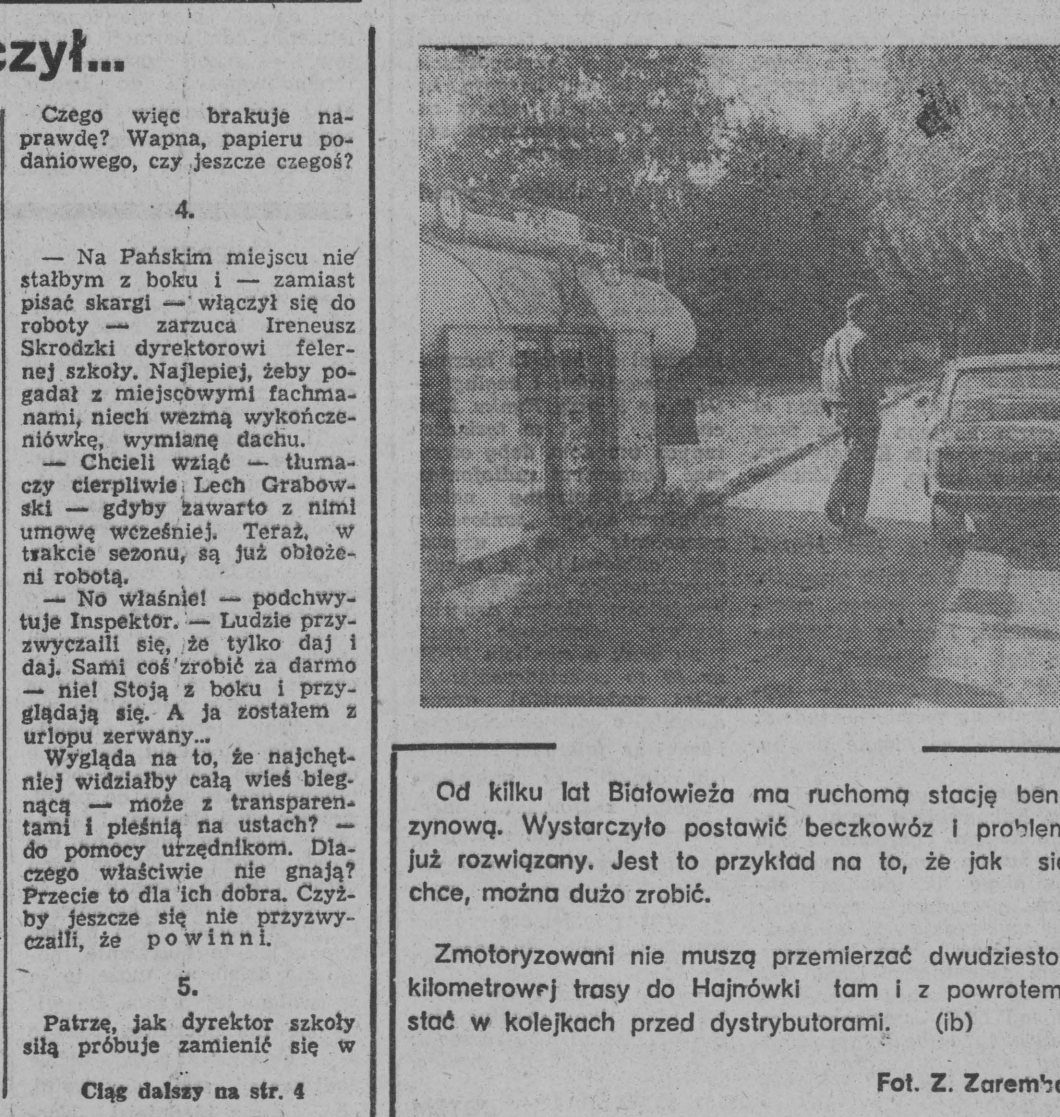 czył...
Czego więc brakuje na-
prawdę? Wapna, papieru po-
daniowego, czy jeszcze czegoś?
4.
— Na Pańskim miejscu nie
stałbym z boku i — zamiast
pisać skargi — włączył się do
roboty — zarzuca Ireneusz
Skrodzki dyrektorowi feler-
nej szkoły. Najlepiej, żeby po-
gadał z miejscowymi fachma-
nami, niech wezmą wykończe-
niówkę, wymianę dachu.
— Chcieli wziąć — tłuma-
czy cierpliwie Lech Grabow-
ski — gdyby zawarto z nimi
umowę wcześniej. Teraz, w
trakcie sezonu, są już obłoże-
ni robotą.
— No właśnie! — podchwy-
tuje Inspektor. — Ludzie przy-
zwyczaili się, że tylko daj i
daj. Sami coś zrobić za darmo
— nie! Stoją z boku i przy-
glądają się. A ja zostałem z
urlopu zerwany...
Wygląda na to, że najchęt-
niej widziałby całą wieś bieg-
nącą — może z transparen-
tami i pieśnią na ustach? —
do pomocy urzędnikom. Dla-
czego właściwie nie gnają?
Przecie to dla ich dobra. Czyż-
by jeszcze się nie przyzwy-
czaili, że powinni.
5.
Patrzę, jak dyrektor szkoły
siłą próbuje zamienić się w
Ciąg dalszy na str. 4
Od kilku lat Białowieża ma ruchomą stację ben-
zynową. Wystarczyło postawić beczkowóz i problem
już rozwiązany. Jest to przykład na to, że jak się
chce, można dużo zrobić.
Zmotoryzowani nie muszą przemierzać dwudziesto-
kilometrowej trasy do Hajnówki tam i z powrotem
stać w kolejkach przed dystrybutorami. (ib)
Fot. Z. Zaremba